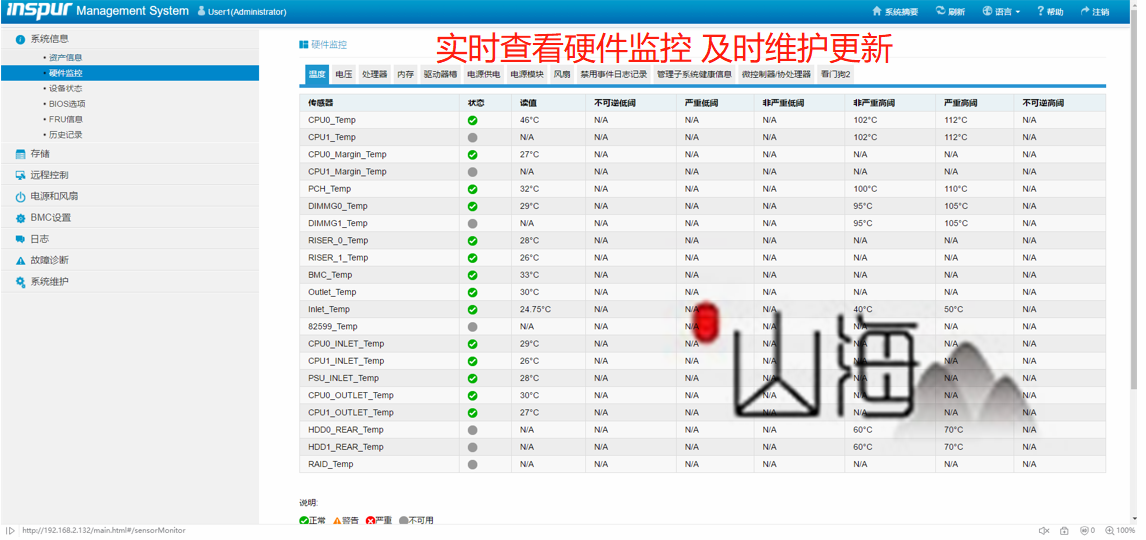 inspur Management System User1(Administrator) 系统摘要 刷新 语言 帮助 注销
系统信息
• 资产信息
• 硬件监控
• 设备状态
• BIOS选项
• FRU信息
• 历史记录
存储
远程控制
电源和风扇
BMC设置
日志
故障诊断
系统维护
硬件监控
实时查看硬件监控 及时维护更新
温度 电压 处理器 内存 驱动器槽 电源供电 电源模块 风扇 禁用事件日志记录 管理子系统健康信息 微控制器/协处理器 看门狗2
传感器 状态 读值 不可逆低阈 严重低阈 非严重低阈 非严重高阈 严重高阈 不可逆高阈
CPU0_Temp 46°C N/A N/A N/A 102°C 112°C N/A
CPU1_Temp N/A N/A N/A N/A 102°C 112°C N/A
CPU0_Margin_Temp 27°C N/A N/A N/A N/A N/A N/A
CPU1_Margin_Temp N/A N/A N/A N/A N/A N/A N/A
PCH_Temp 32°C N/A N/A N/A 100°C 110°C N/A
DIMMG0_Temp 29°C N/A N/A N/A 95°C 105°C N/A
DIMMG1_Temp N/A N/A N/A N/A 95°C 105°C N/A
RISER_0_Temp 28°C N/A N/A N/A N/A N/A N/A
RISER_1_Temp 26°C N/A N/A N/A N/A N/A N/A
BMC_Temp 33°C N/A N/A N/A N/A N/A N/A
Outlet_Temp 30°C N/A N/A N/A N/A N/A N/A
Inlet_Temp 24.75°C N/A N/A N/A 40°C 50°C N/A
82599_Temp N/A N/A N/A N/A N/A N/A N/A
CPU0_INLET_Temp 29°C N/A N/A N/A N/A N/A N/A
CPU1_INLET_Temp 26°C N/A N/A N/A N/A N/A N/A
PSU_INLET_Temp 28°C N/A N/A N/A N/A N/A N/A
CPU0_OUTLET_Temp 30°C N/A N/A N/A N/A N/A N/A
CPU1_OUTLET_Temp 27°C N/A N/A N/A N/A N/A N/A
HDD0_REAR_Temp N/A N/A N/A N/A 60°C 70°C N/A
HDD1_REAR_Temp N/A N/A N/A N/A 60°C 70°C N/A
RAID_Temp N/A N/A N/A N/A N/A N/A N/A
山海
说明:
正常 警告 严重 不可用
http://192.168.2.132/main.html#/sensorMonitor 0 100%